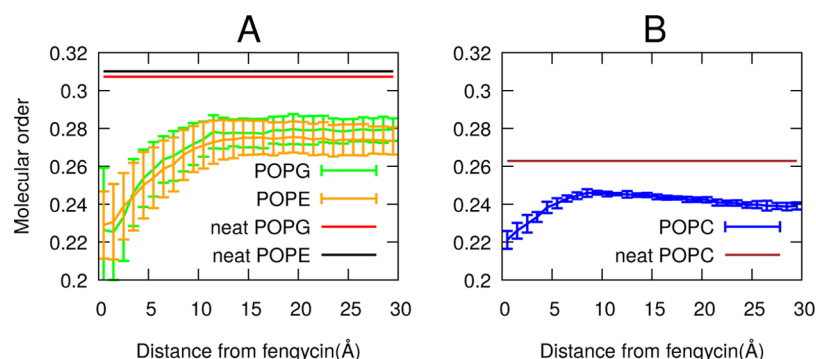 A
Molecular order
0.32
0.3
0.28
0.26
0.24
0.22
0.2
POPG
POPE
neat POPG
neat POPE
0 5 10 15 20 25 30
Distance from fengycin(Å)
B
0.32
0.3
0.28
0.26
0.24
0.22
0.2
POPC
neat POPC
0 5 10 15 20 25 30
Distance from fengycin(Å)